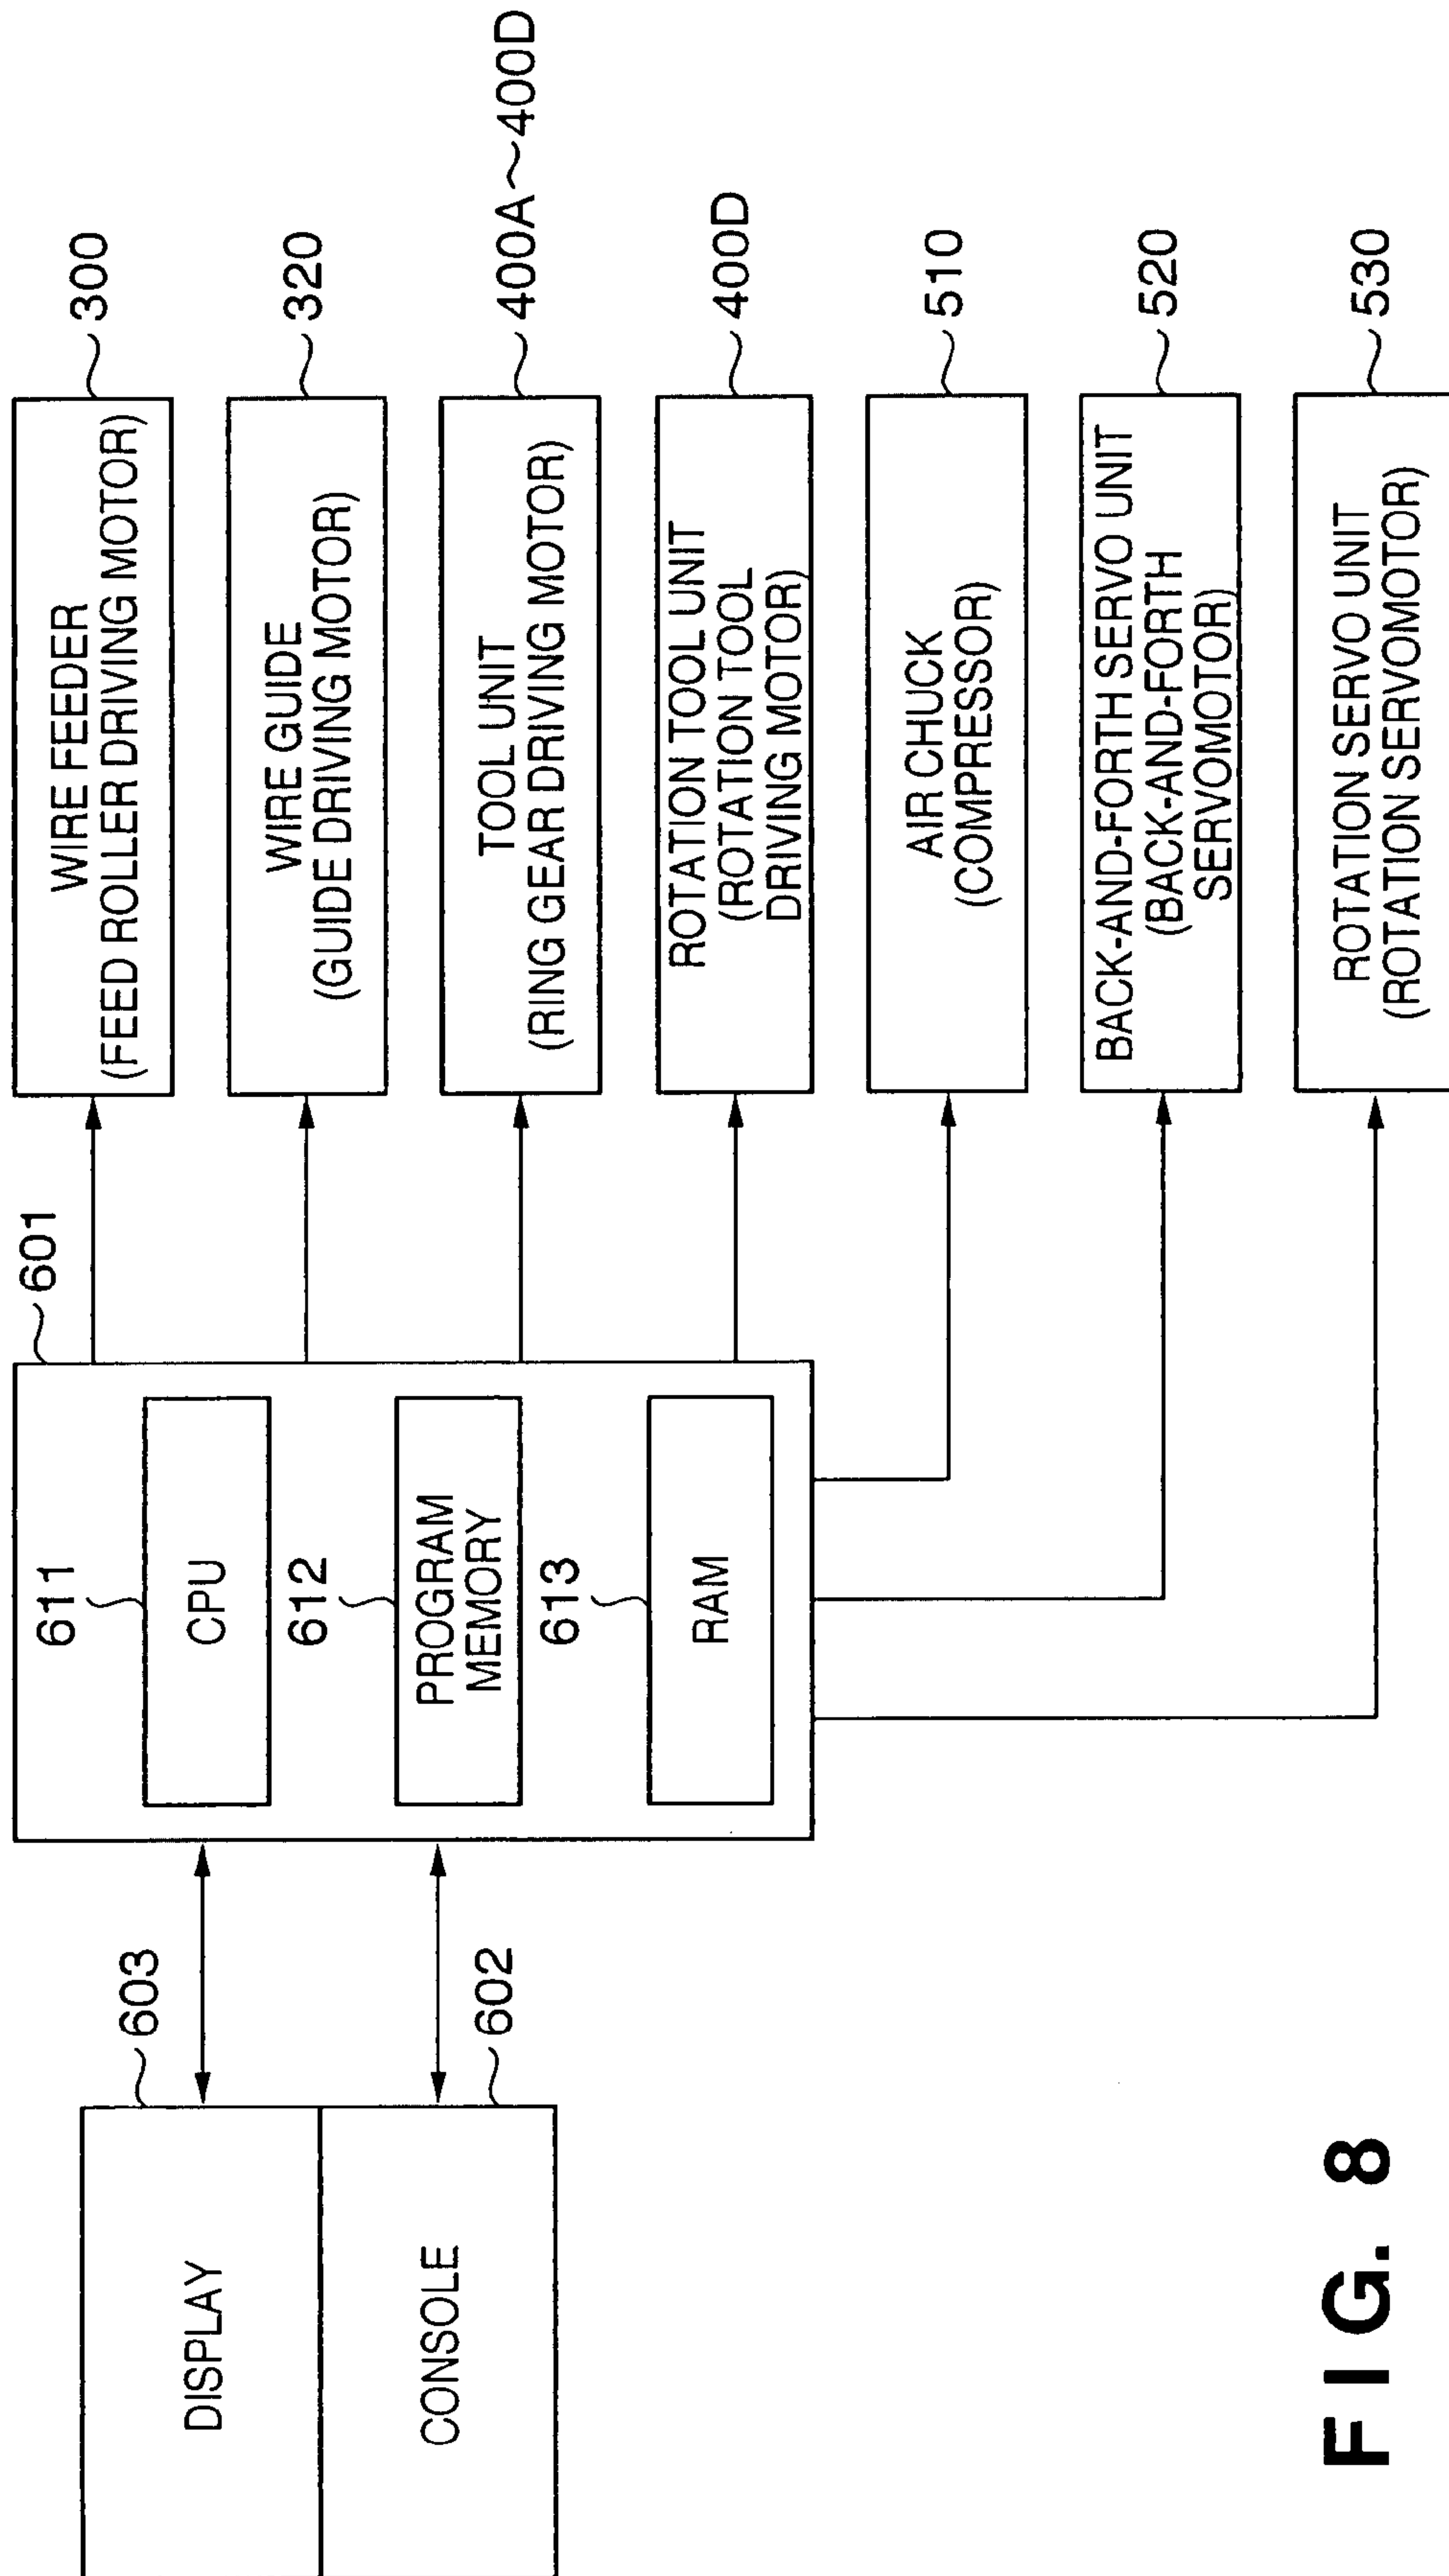 DISPLAY
603
CONSOLE
602
601
611
CPU
612
PROGRAM
MEMORY
613
RAM
WIRE FEEDER
(FEED ROLLER DRIVING MOTOR)
300
WIRE GUIDE
(GUIDE DRIVING MOTOR)
320
TOOL UNIT
(RING GEAR DRIVING MOTOR)
400A～400D
ROTATION TOOL UNIT
(ROTATION TOOL
DRIVING MOTOR)
400D
AIR CHUCK
(COMPRESSOR)
510
BACK-AND-FORTH SERVO UNIT
(BACK-AND-FORTH
SERVOMOTOR)
520
ROTATION SERVO UNIT
(ROTATION SERVOMOTOR)
530
FIG. 8